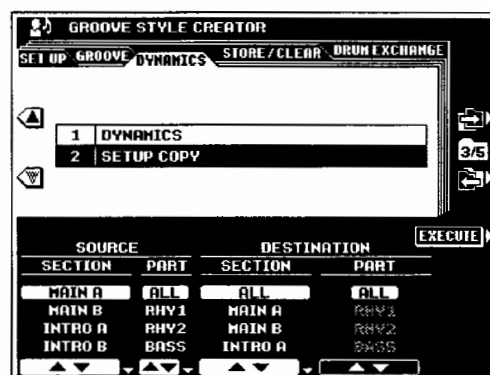 GROOVE STYLE CREATOR
SET UP GROOVE DYNAMICS STORE/CLEAR DRUM EXCHANGE
1 DYNAMICS
2 SETUP COPY
3/5
EXECUTE
SOURCE DESTINATION
SECTION PART SECTION PART
MAIN A ALL ALL ALL
MAIN B RHY1 MAIN A RHY1
INTRO A RHY2 MAIN B RHY2
INTRO B BASS INTRO A BASS